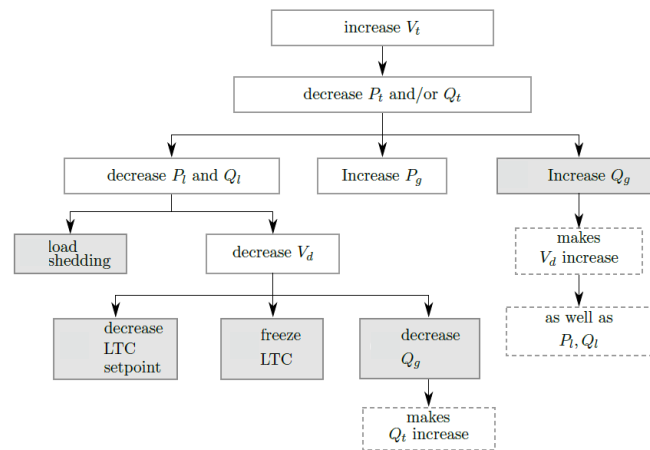 increase V_t
decrease P_t and/or Q_t
decrease P_l and Q_l
Increase P_g
Increase Q_g
load
shedding
decrease V_d
makes
V_d increase
decrease
LTC
setpoint
freeze
LTC
decrease
Q_g
as well as
P_l, Q_l
makes
Q_t increase